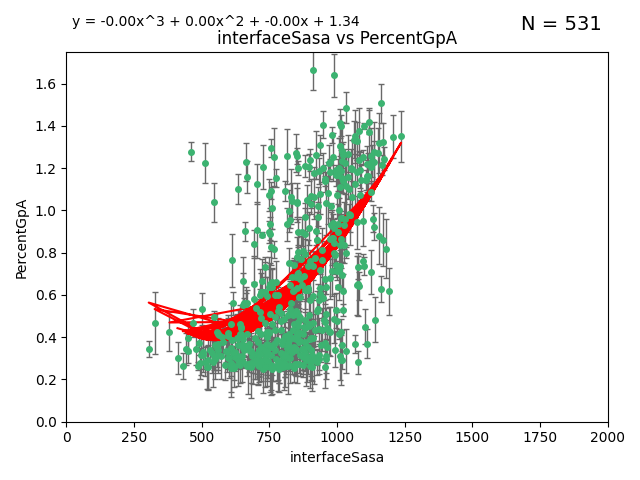 y = -0.00x^3 + 0.00x^2 + -0.00x + 1.34
N = 531
interfaceSasa vs PercentGpA
PercentGpA
1.6
1.4
1.2
1.0
0.8
0.6
0.4
0.2
0.0
0 250 500 750 1000 1250 1500 1750 2000
interfaceSasa